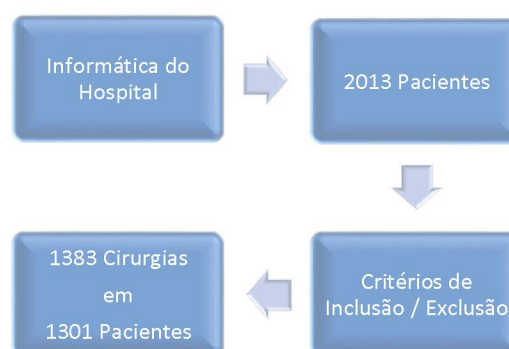 Informática do
Hospital
2013 Pacientes
Critérios de
Inclusão / Exclusão
1383 Cirurgias
em
1301 Pacientes